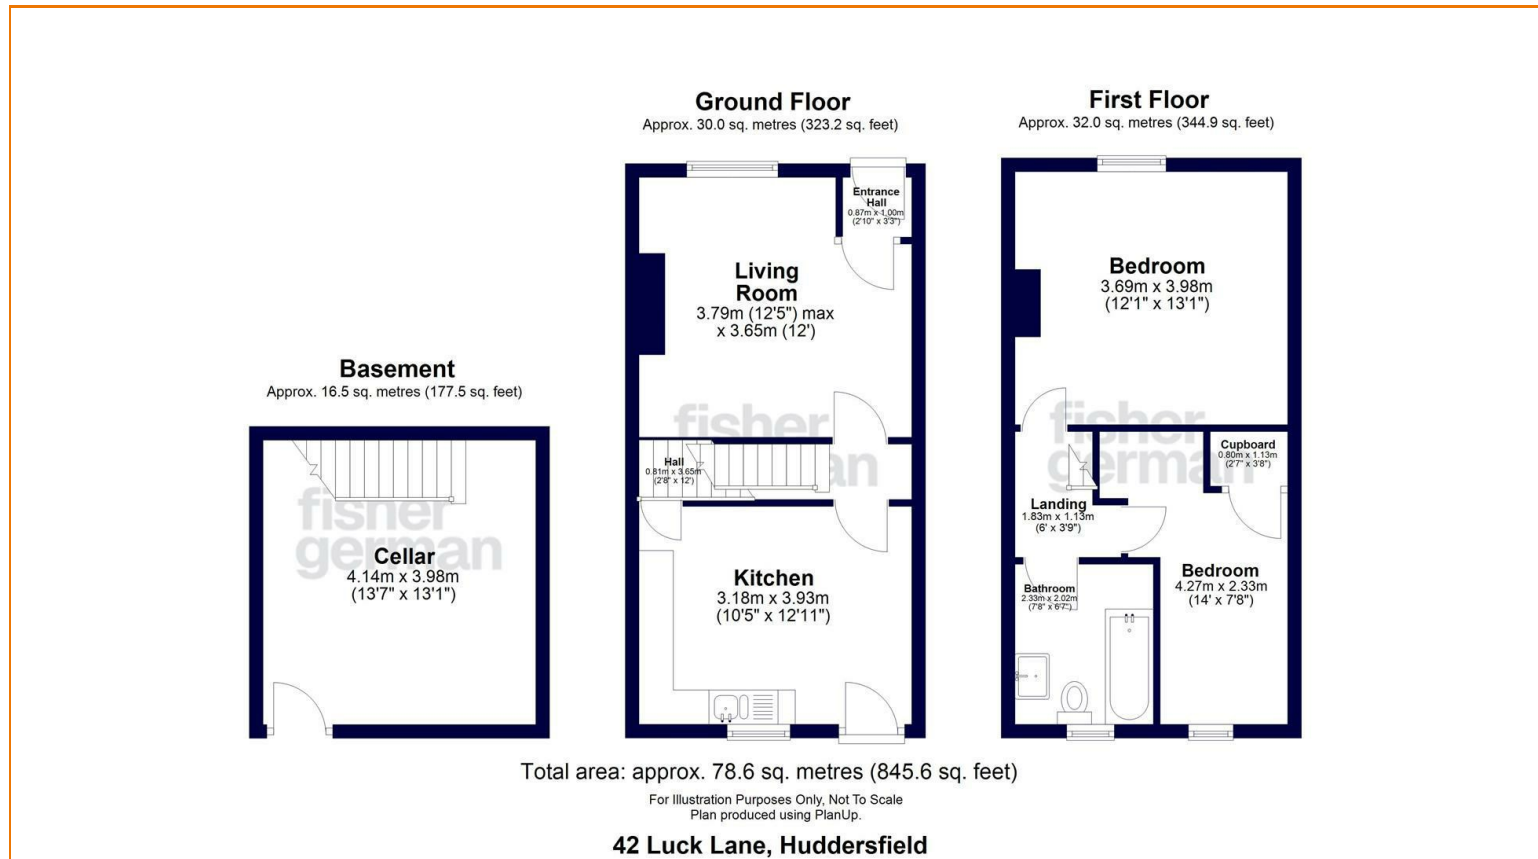 Ground Floor
Approx. 30.0 sq. metres (323.2 sq. feet)
First Floor
Approx. 32.0 sq. metres (344.9 sq. feet)
Entrance
Hall
0.87m x 1.00m
(2'10" x 3'3")
Living
Room
3.79m (12'5") max
x 3.65m (12')
Bedroom
3.69m x 3.98m
(12'1" x 13'1")
Basement
Approx. 16.5 sq. metres (177.5 sq. feet)
fisher
german
Hall
0.81m x 3.65m
(2'8" x 12')
fisher
german
Cupboard
0.80m x 1.13m
(2'7" x 3'8")
Landing
1.83m x 1.13m
(6' x 3'9")
fisher
german
Cellar
4.14m x 3.98m
(13'7" x 13'1")
Kitchen
3.18m x 3.93m
(10'5" x 12'11")
Bathroom
2.33m x 2.02m
(7'8" x 6'7")
Bedroom
4.27m x 2.33m
(14' x 7'8")
Total area: approx. 78.6 sq. metres (845.6 sq. feet)
For Illustration Purposes Only, Not To Scale
Plan produced using PlanUp.
42 Luck Lane, Huddersfield